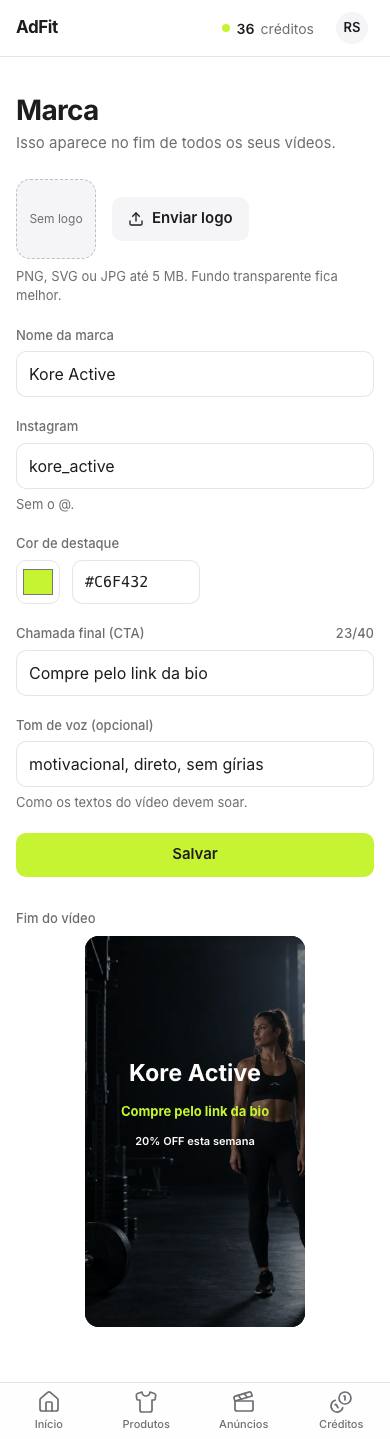 AdFit
36 créditos
RS
Marca
Isso aparece no fim de todos os seus vídeos.
Sem logo
Enviar logo
PNG, SVG ou JPG até 5 MB. Fundo transparente fica
melhor.
Nome da marca
Kore Active
Instagram
kore_active
Sem o @.
Cor de destaque
#C6F432
Chamada final (CTA)
23/40
Compre pelo link da bio
Tom de voz (opcional)
motivacional, direto, sem gírias
Como os textos do vídeo devem soar.
Salvar
Fim do vídeo
Kore Active
Compre pelo link da bio
20% OFF esta semana
Início
Produtos
Anúncios
Créditos